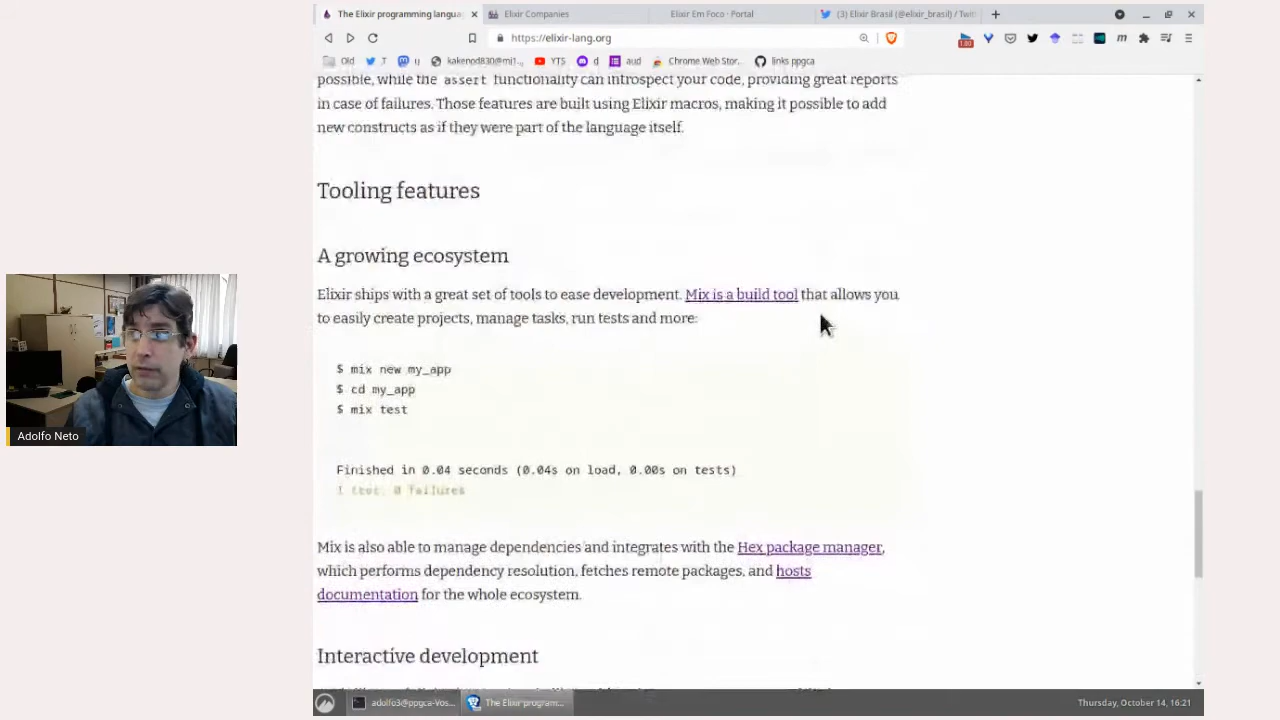 The Elixir programming langua
Elixir Companies
Elixir Em Foco · Portal
(3) Elixir Brasil (@elixir_brasil) / Twit
https://elixir-lang.org
Old
T
u
kakenod830@mi1...
YTS
d
aud
Chrome Web Stor...
links ppgca
possible, while the assert functionality can introspect your code, providing great reports
in case of failures. Those features are built using Elixir macros, making it possible to add
new constructs as if they were part of the language itself.
Tooling features
A growing ecosystem
Elixir ships with a great set of tools to ease development. Mix is a build tool that allows you
to easily create projects, manage tasks, run tests and more:
$ mix new my_app
$ cd my_app
$ mix test
Finished in 0.04 seconds (0.04s on load, 0.00s on tests)
1 test, 0 failures
Mix is also able to manage dependencies and integrates with the Hex package manager,
which performs dependency resolution, fetches remote packages, and hosts
documentation for the whole ecosystem.
Interactive development
Adolfo Neto
adolfo3@ppgca-Vos...
The Elixir program...
Thursday, October 14, 16:21